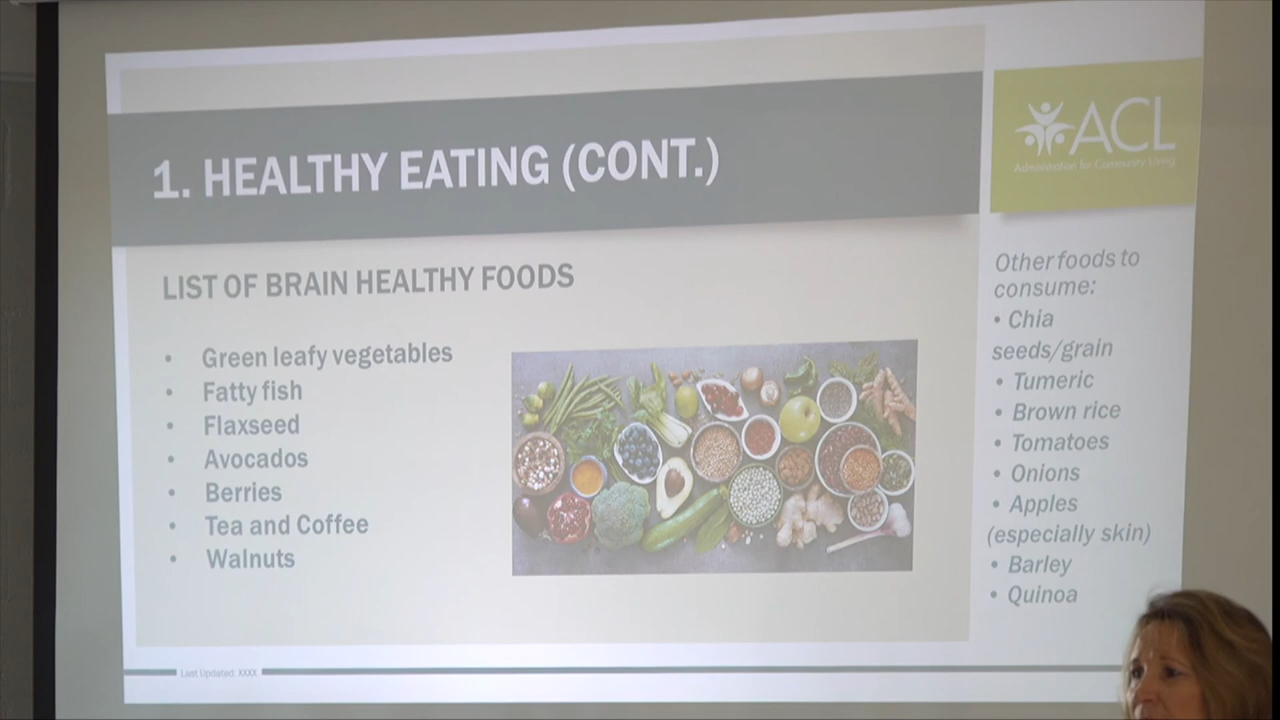 1. HEALTHY EATING (CONT.)
ACL
Administration for Community Living
LIST OF BRAIN HEALTHY FOODS
• Green leafy vegetables
• Fatty fish
• Flaxseed
• Avocados
• Berries
• Tea and Coffee
• Walnuts
Other foods to
consume:
• Chia
seeds/grain
• Tumeric
• Brown rice
• Tomatoes
• Onions
• Apples
(especially skin)
• Barley
• Quinoa
Last Updated: XXXX